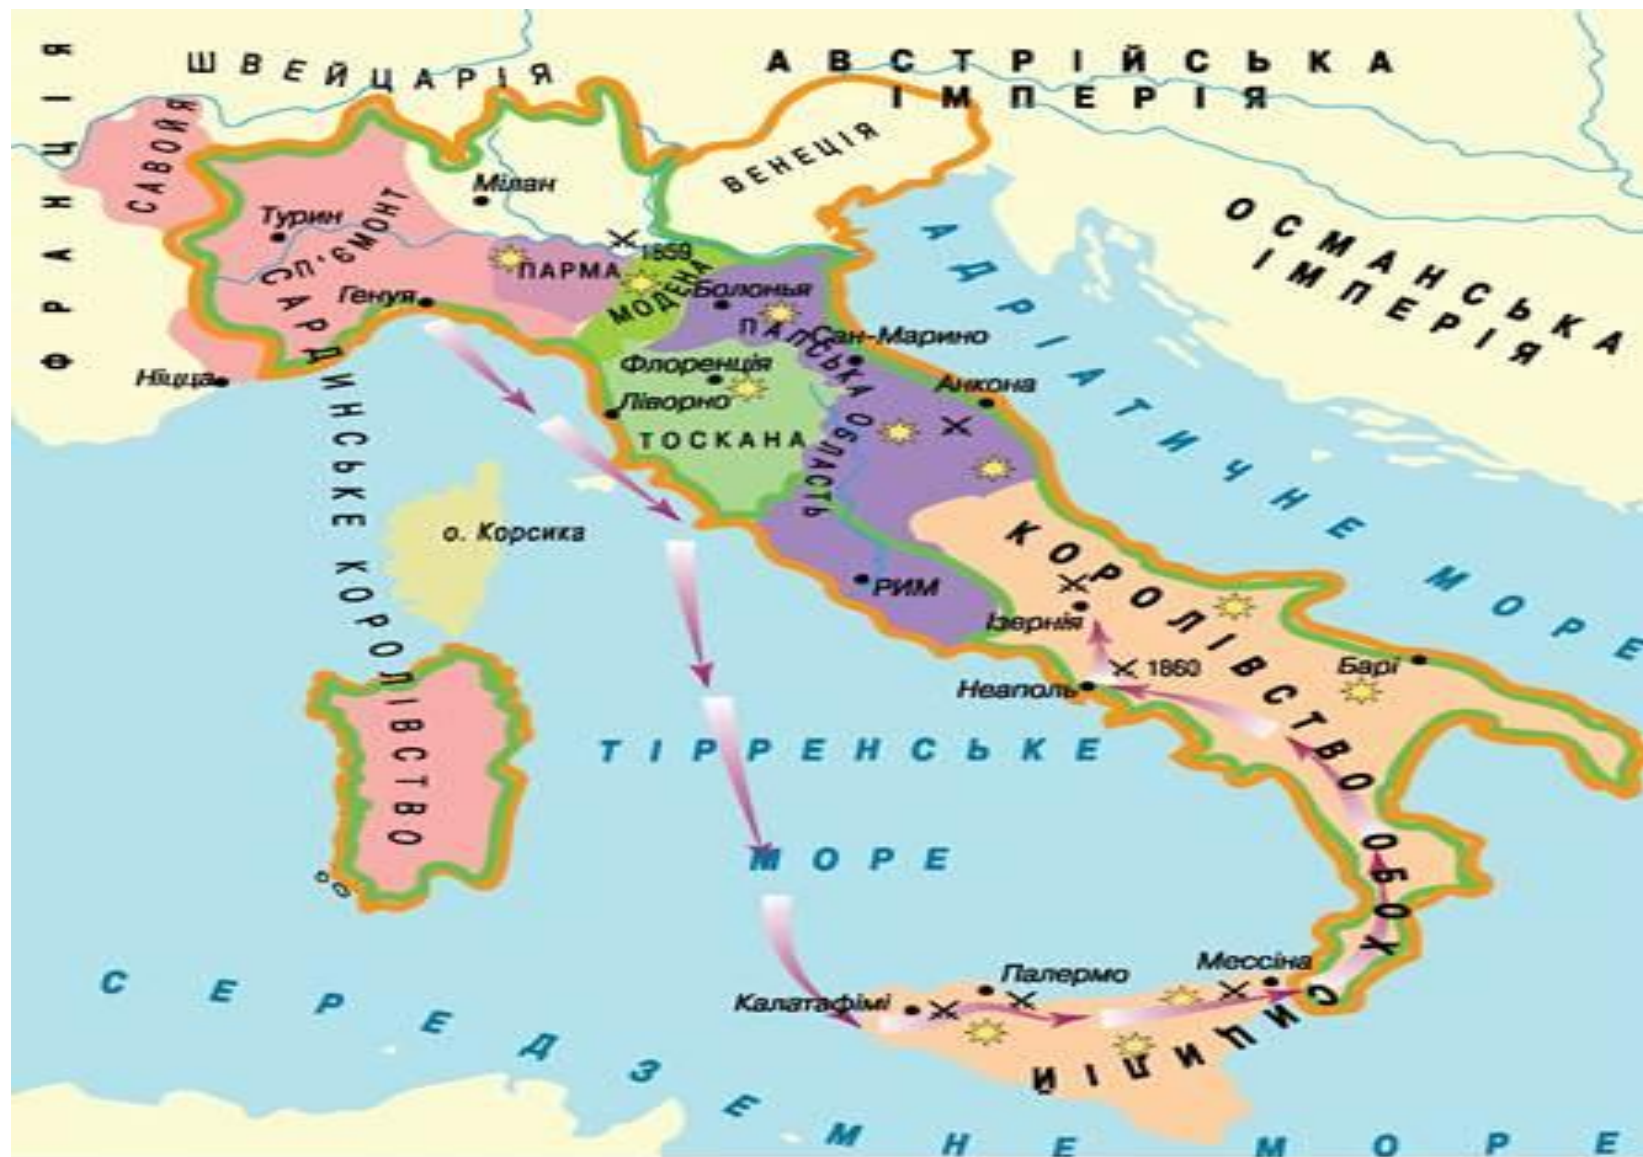 ФРАНЦІЯ
ШВЕЙЦАРІЯ
АВСТРІЙСЬКА
ІМПЕРІЯ
САВОЙЯ
ВЕНЕЦІЯ
Мілан
Турин
П'ЄМОНТ
ОСМАНСЬКА
ІМПЕРІЯ
1859
ПАРМА
МОДЕНА
Болонья
Генуя
ПАПСЬКА ОБЛАСТЬ
Сан-Марино
Ніцца
Флоренція
Анкона
Ліворно
ТОСКАНА
АДРІАТИЧНЕ МОРЕ
САРДИНСЬКЕ КОРОЛІВСТВО
о. Корсика
РИМ
КОРОЛІВСТВО ОБОХ СИЦИЛІЙ
Ізернія
1860
Барі
Неаполь
ТІРРЕНСЬКЕ
МОРЕ
Мессіна
Палермо
Калатафімі
СЕРЕДЗЕМНЕ МОРЕ